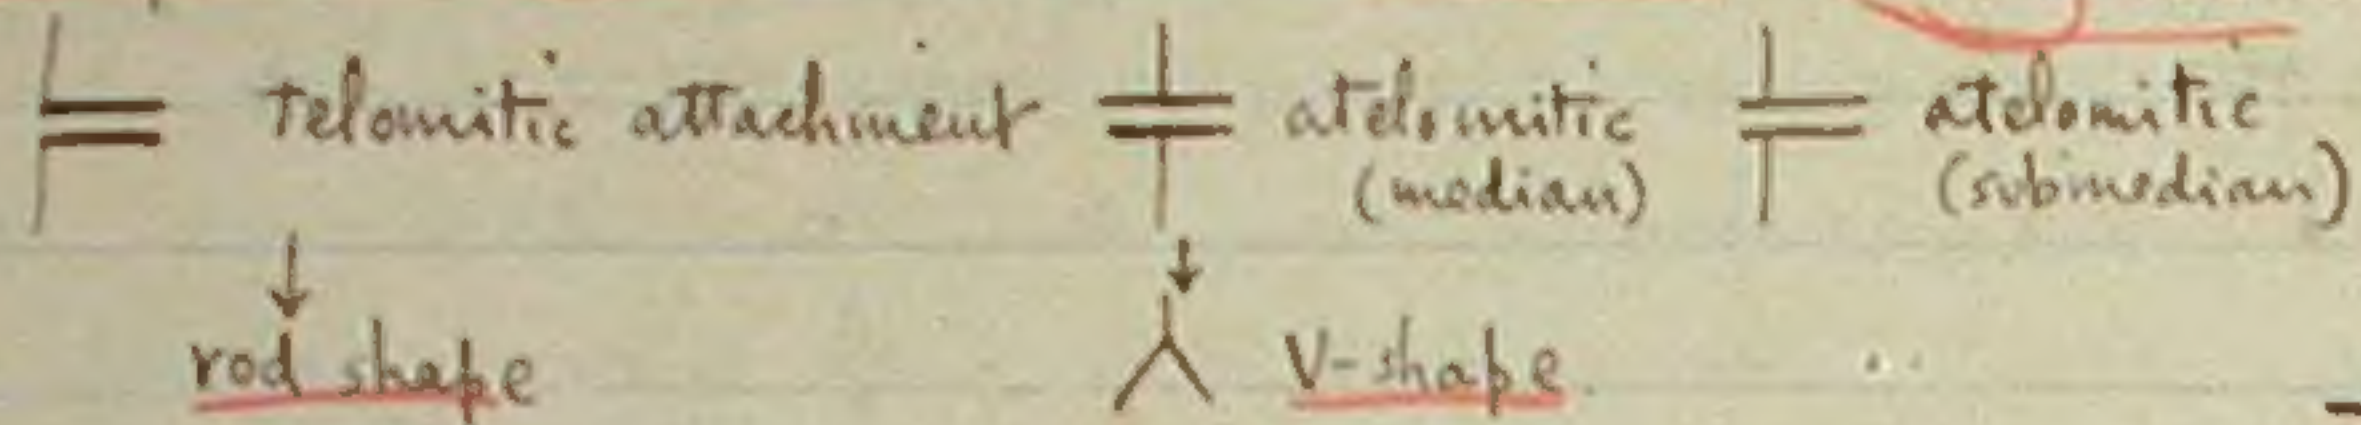 telomitic attachment atelomitic atelomitic
(median) (submedian)
rod shape V-shape